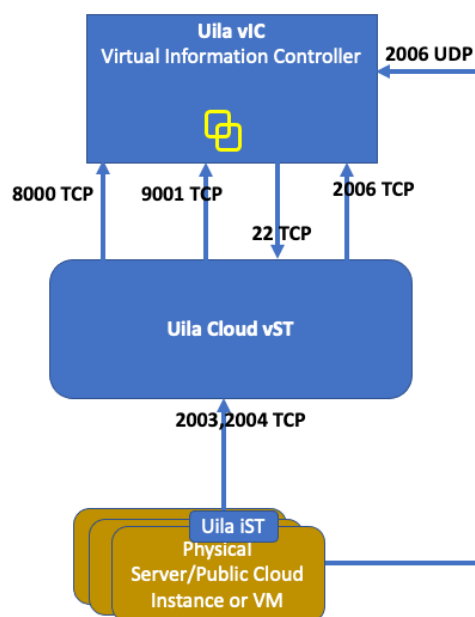 Uila vIC
Virtual Information Controller
2006 UDP
8000 TCP
9001 TCP
22 TCP
2006 TCP
Uila Cloud vST
2003,2004 TCP
Uila iST
Physical
Server/Public Cloud
Instance or VM